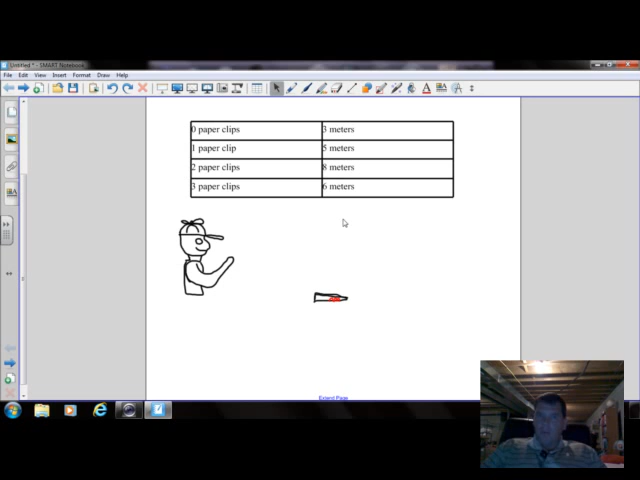 Untitled * - SMART Notebook
File Edit View Insert Format Tools Draw Help
0 paper clips 3 meters
1 paper clip 5 meters
2 paper clips 8 meters
3 paper clips 6 meters
Extend Page